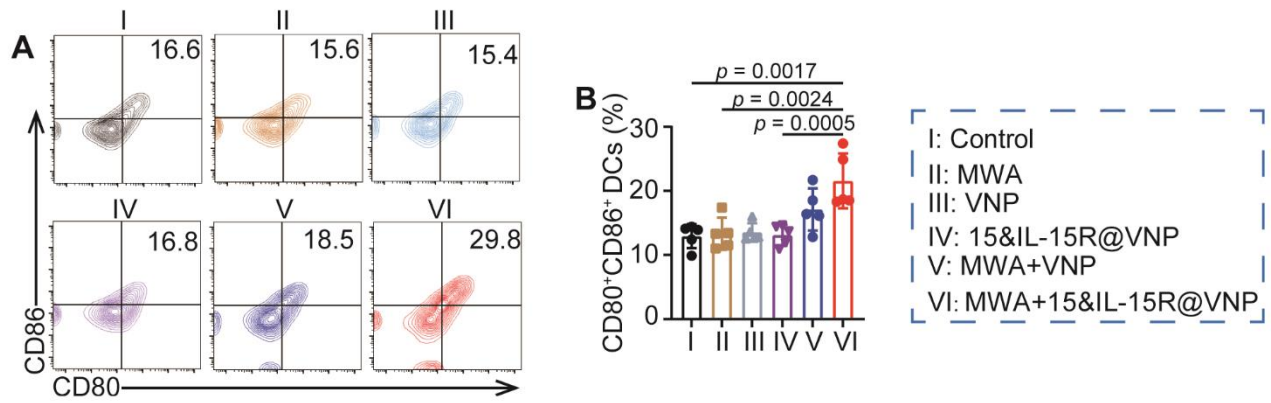 A
I
II
III
16.6
15.6
15.4
IV
V
VI
16.8
18.5
29.8
CD86
CD80
B
p = 0.0017
p = 0.0024
p = 0.0005
CD80⁺CD86⁺ DCs (%)
30
20
10
0
I II III IV V VI
I: Control
II: MWA
III: VNP
IV: 15&IL-15R@VNP
V: MWA+VNP
VI: MWA+15&IL-15R@VNP